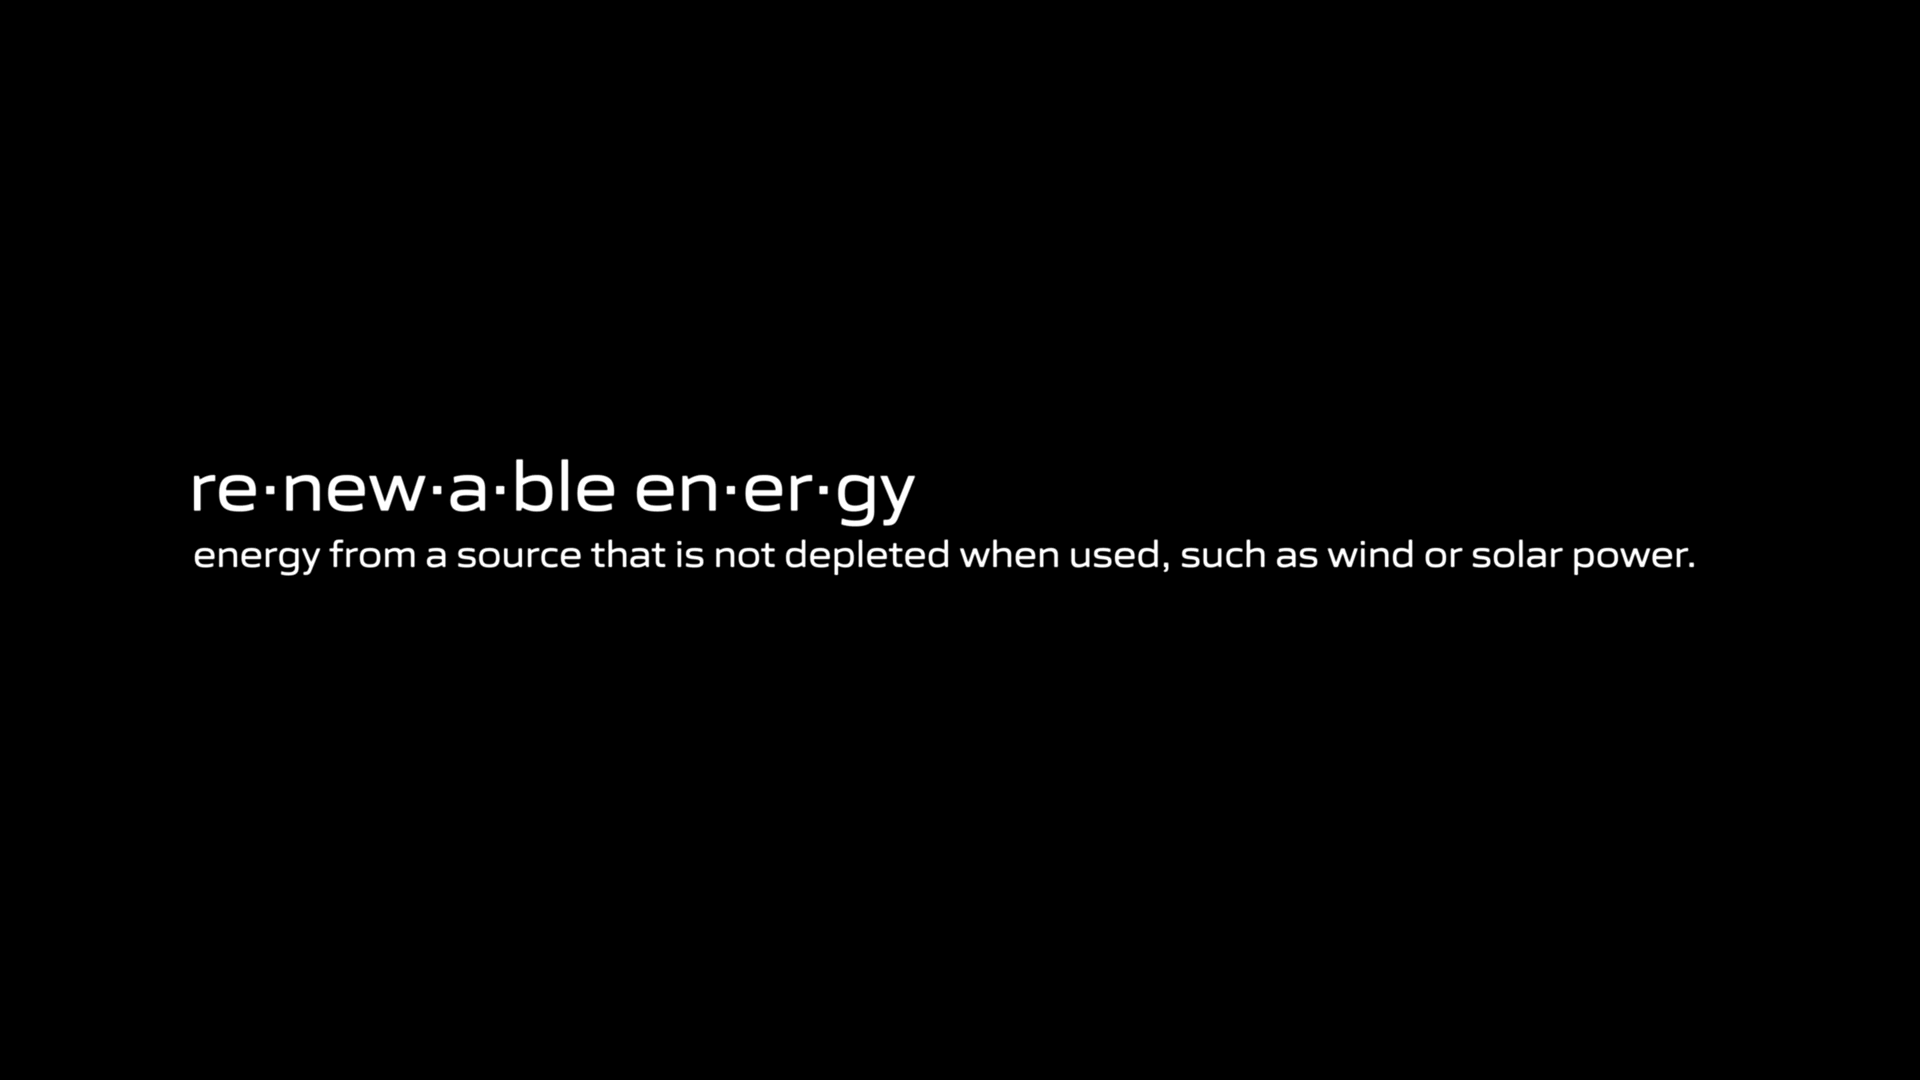 re·new·a·ble en·er·gy
energy from a source that is not depleted when used, such as wind or solar power.